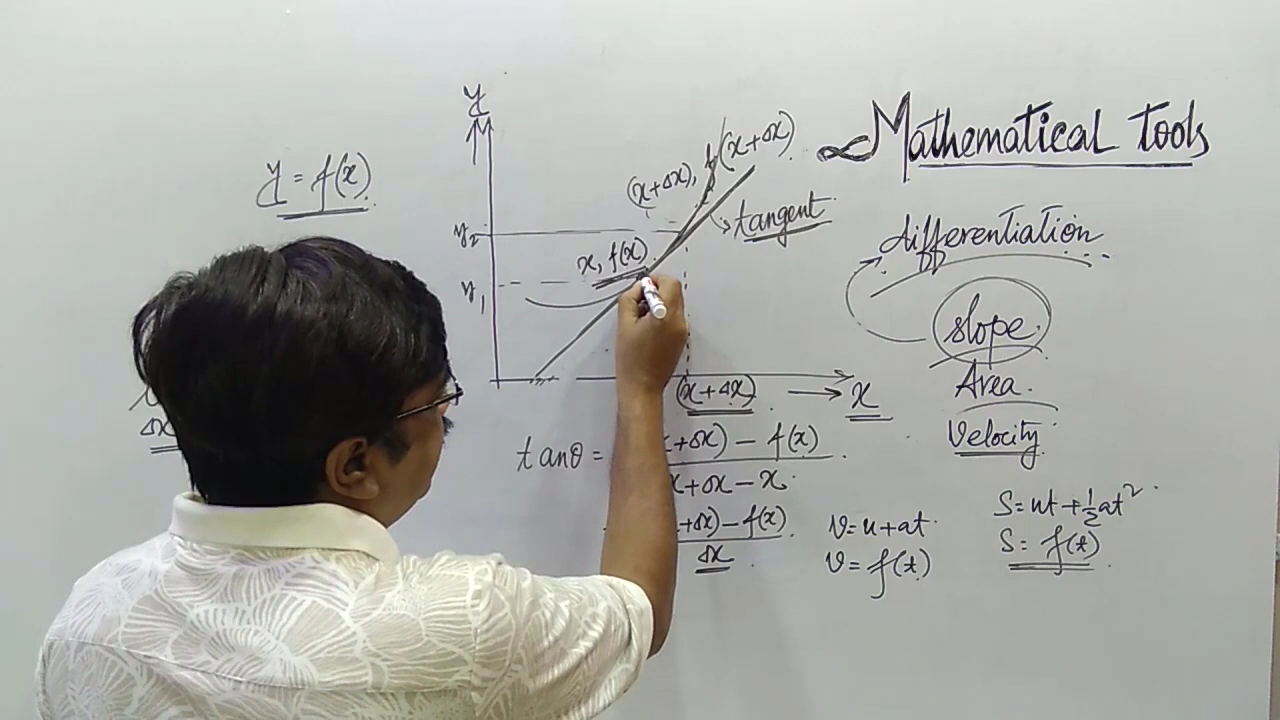 Mathematical Tools
y
y = f(x)
(x+Δx), f(x+Δx)
tangent
differentiation
y₂
x, f(x)
y₁
slope
Area
Velocity
(x+Δx) → x
Δx
tanθ = x+Δx) − f(x)
x+Δx − x
+Δx) − f(x)
Δx
v = u + at
v = f(t)
S = ut + ½at²
S = f(t)